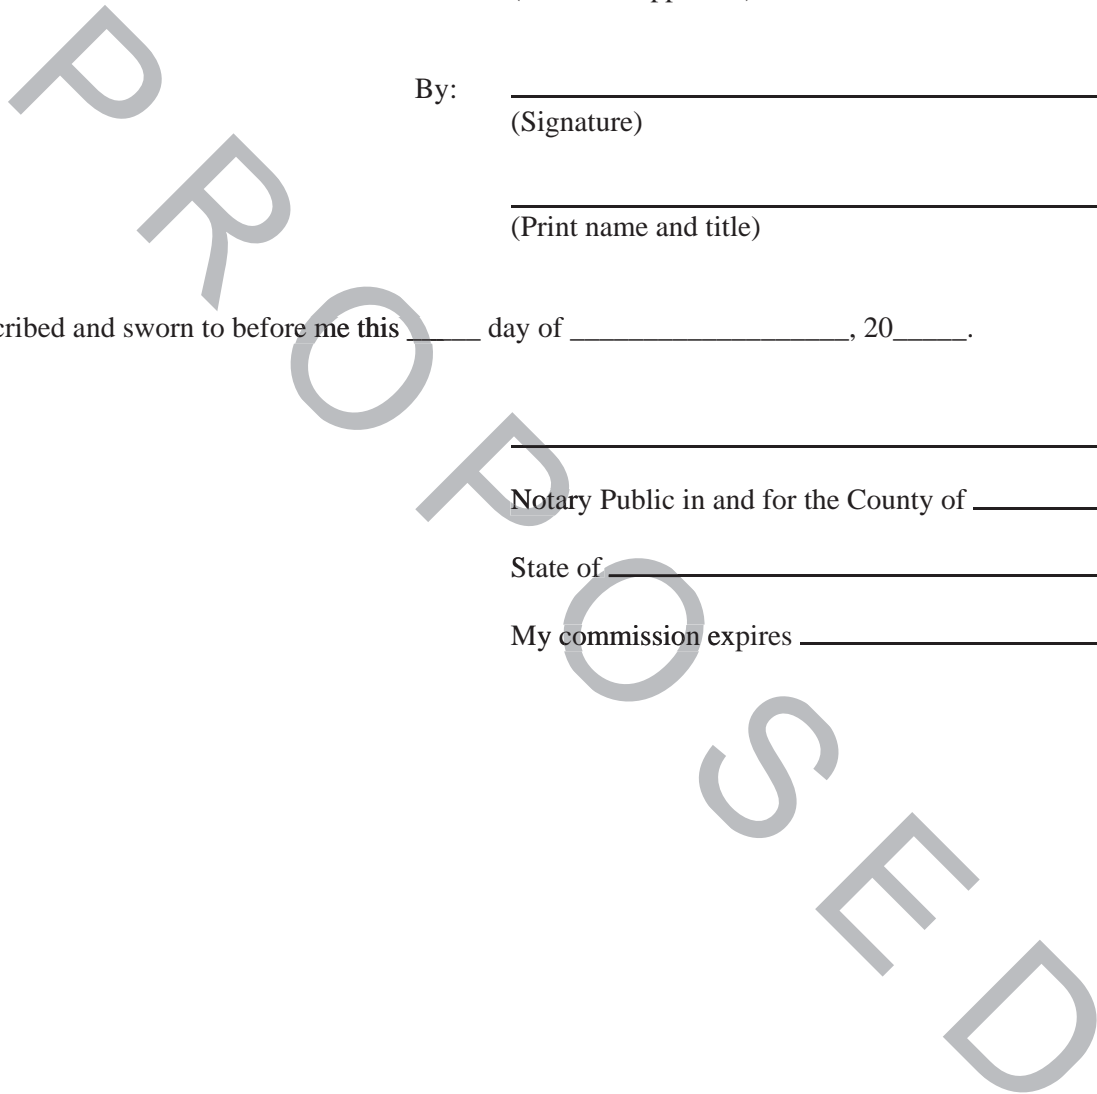 By:
(Signature)
(Print name and title)
and sworn to before me this _____ day of ___________________, 20_____.
Notary Public in and for the County of
State of
My commission expires
PROPOSED